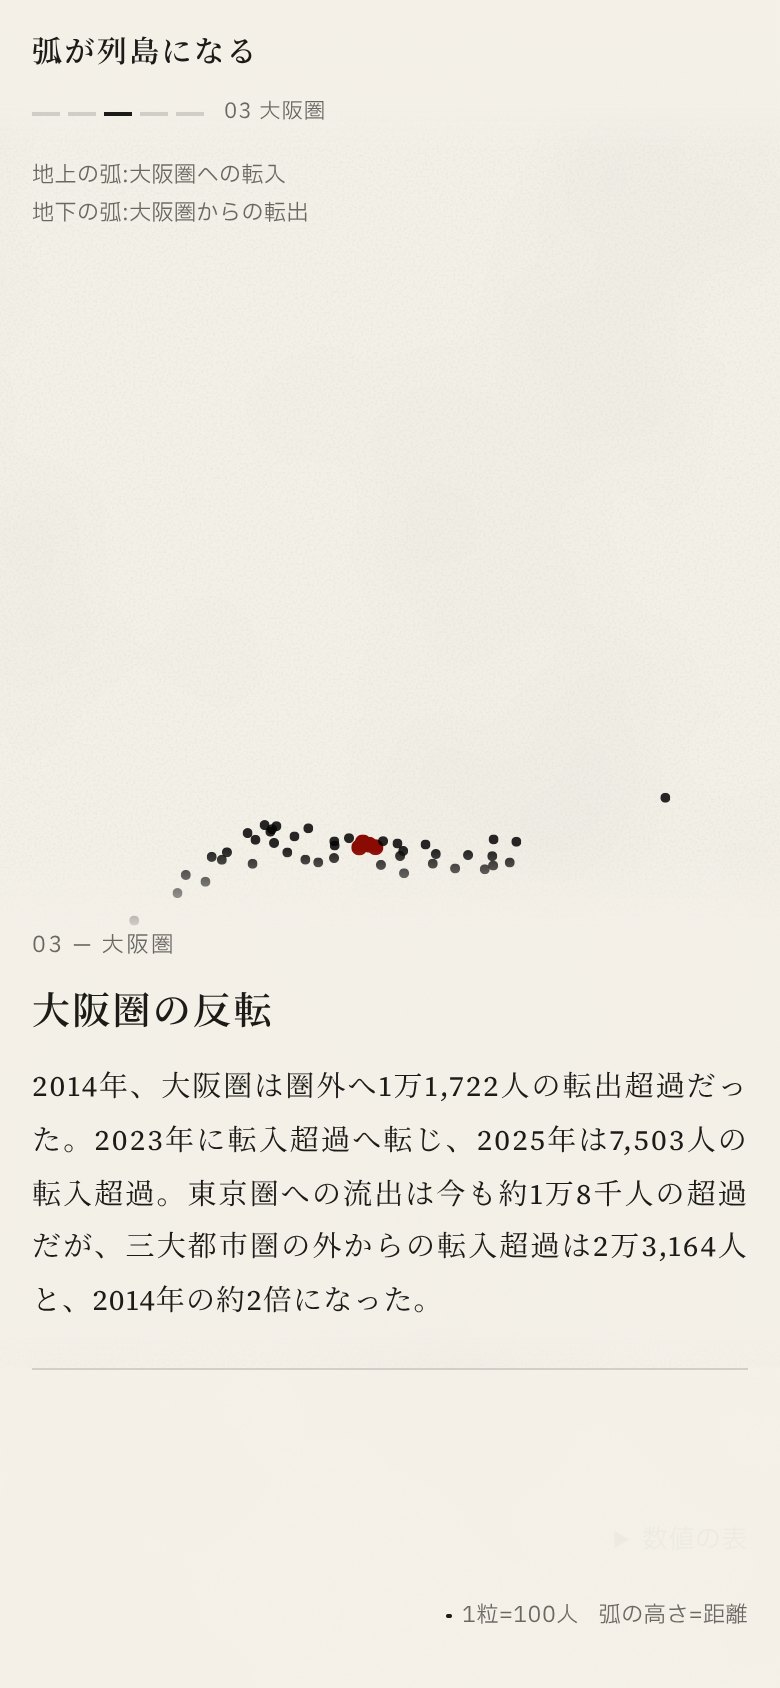 弧が列島になる
03 大阪圏
地上の弧:大阪圏への転入
地下の弧:大阪圏からの転出
03 — 大阪圏
大阪圏の反転
2014年、大阪圏は圏外へ1万1,722人の転出超過だっ
た。2023年に転入超過へ転じ、2025年は7,503人の
転入超過。東京圏への流出は今も約1万8千人の超過
だが、三大都市圏の外からの転入超過は2万3,164人
と、2014年の約2倍になった。
▶ 数値の表
1粒=100人 弧の高さ=距離